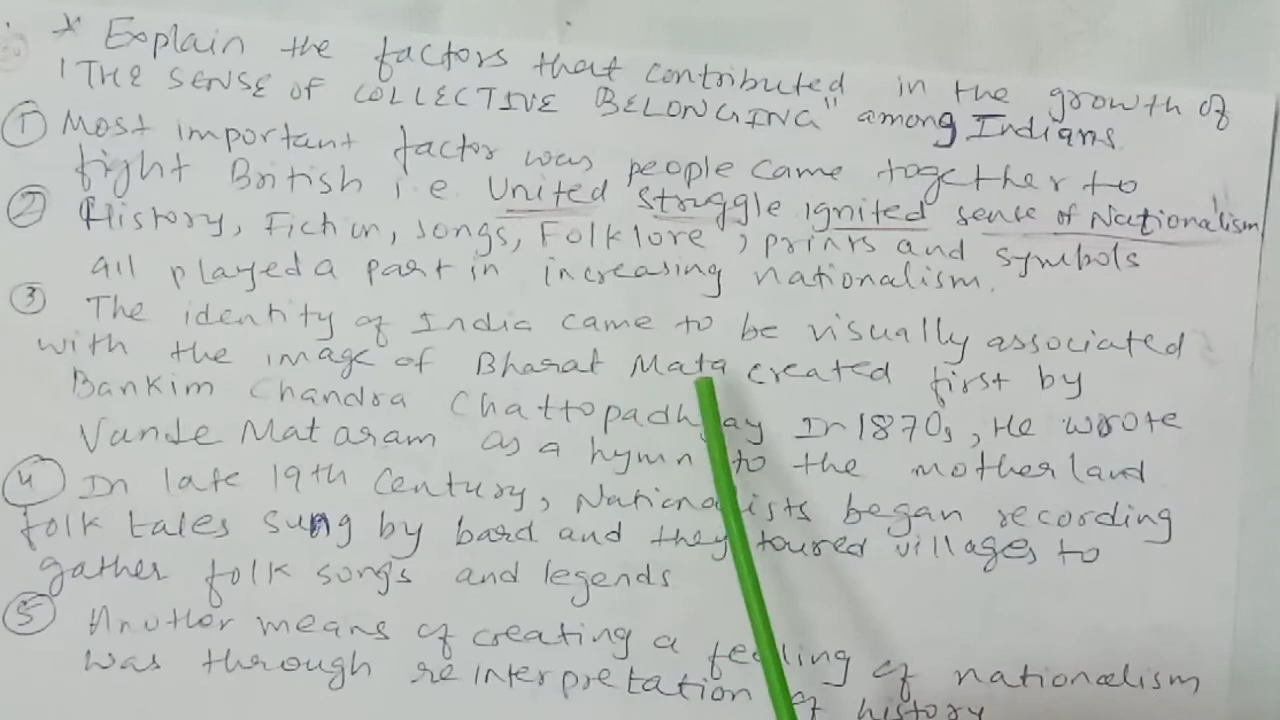 * Explain the factors that contributed in the growth of
'THE SENSE OF COLLECTIVE BELONGING" among Indians.
① Most important factor was people came together to
fight British i.e. United struggle ignited sense of Nationalism
② History, Fiction, songs, Folklore, prints and symbols
all played a part in increasing nationalism.
③ The identity of India came to be visually associated
with the image of Bharat Mata created first by
Bankim Chandra Chattopadhyay In 1870s, He wrote
Vande Mataram as a hymn to the motherland
④ In late 19th Century, Nationalists began recording
folk tales sung by bard and they toured villages to
gather folk songs and legends
⑤ Another means of creating a feeling of nationalism
was through reinterpretation of history